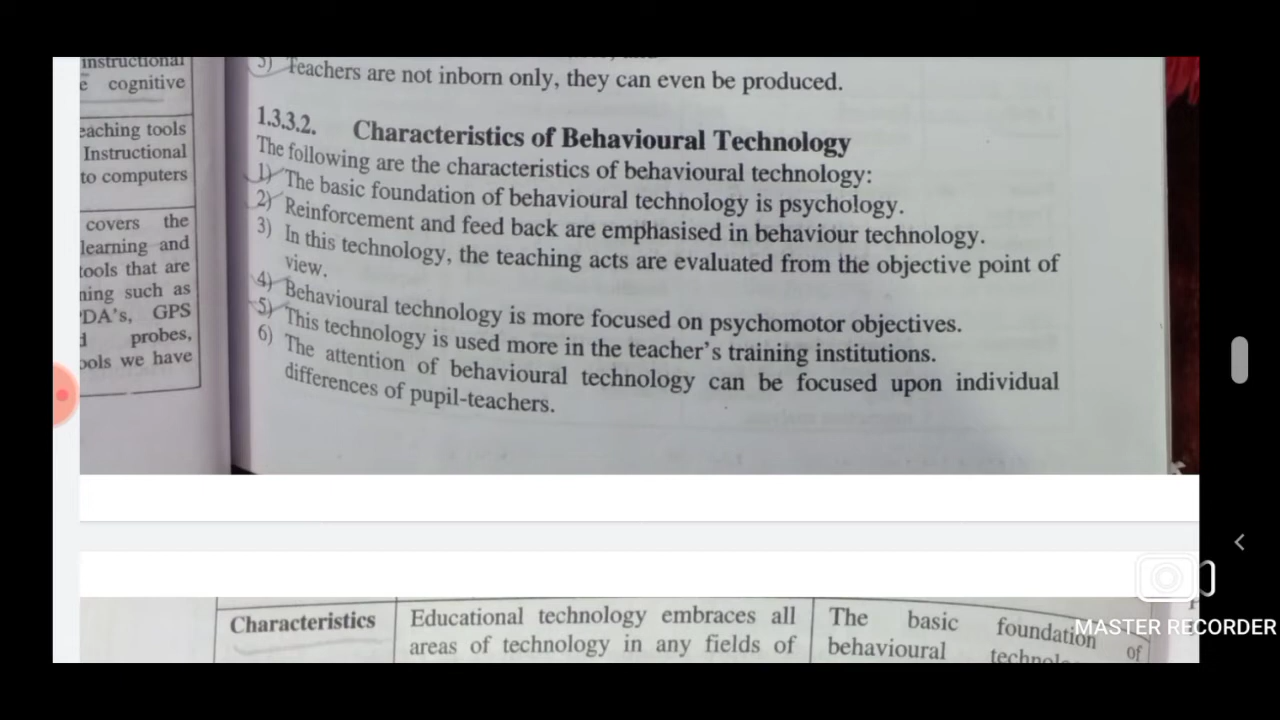 instructional
e cognitive
eaching tools
Instructional
to computers
covers the
learning and
tools that are
ning such as
DA's, GPS
probes,
ools we have
3) Teachers are not inborn only, they can even be produced.
1.3.3.2. Characteristics of Behavioural Technology
The following are the characteristics of behavioural technology:
1) The basic foundation of behavioural technology is psychology.
2) Reinforcement and feed back are emphasised in behaviour technology.
3) In this technology, the teaching acts are evaluated from the objective point of
view.
4) Behavioural technology is more focused on psychomotor objectives.
5) This technology is used more in the teacher's training institutions.
6) The attention of behavioural technology can be focused upon individual
differences of pupil-teachers.
Characteristics
Educational technology embraces all
areas of technology in any fields of
The basic foundation of
behavioural
MASTER RECORDER